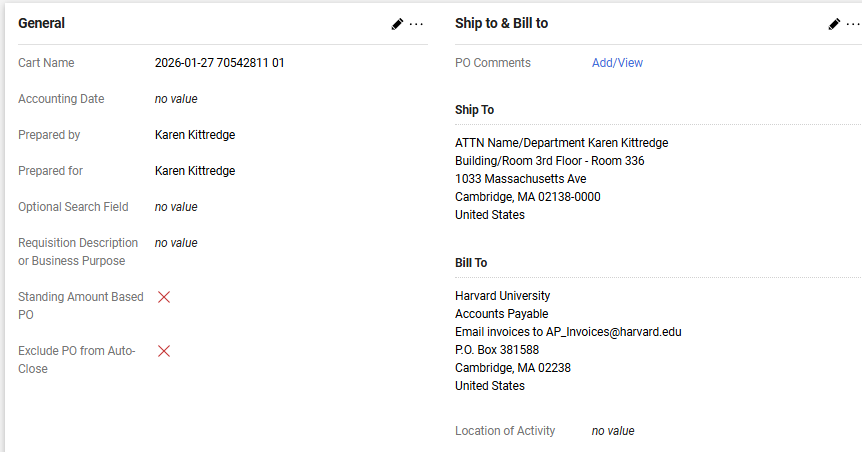 General
Cart Name 2026-01-27 70542811 01
Accounting Date no value
Prepared by Karen Kittredge
Prepared for Karen Kittredge
Optional Search Field no value
Requisition Description no value
or Business Purpose
Standing Amount Based
PO
Exclude PO from Auto-
Close
Ship to & Bill to
PO Comments Add/View
Ship To
ATTN Name/Department Karen Kittredge
Building/Room 3rd Floor - Room 336
1033 Massachusetts Ave
Cambridge, MA 02138-0000
United States
Bill To
Harvard University
Accounts Payable
Email invoices to AP_Invoices@harvard.edu
P.O. Box 381588
Cambridge, MA 02238
United States
Location of Activity no value